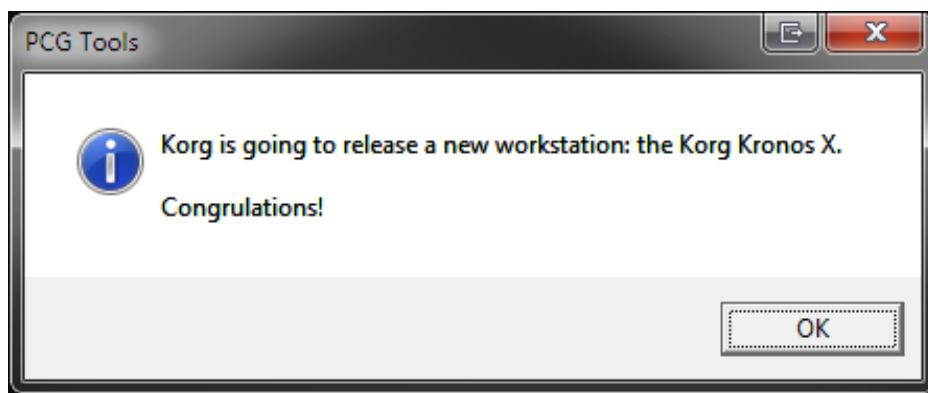 PCG Tools
Korg is going to release a new workstation: the Korg Kronos X.
Congrulations!
OK